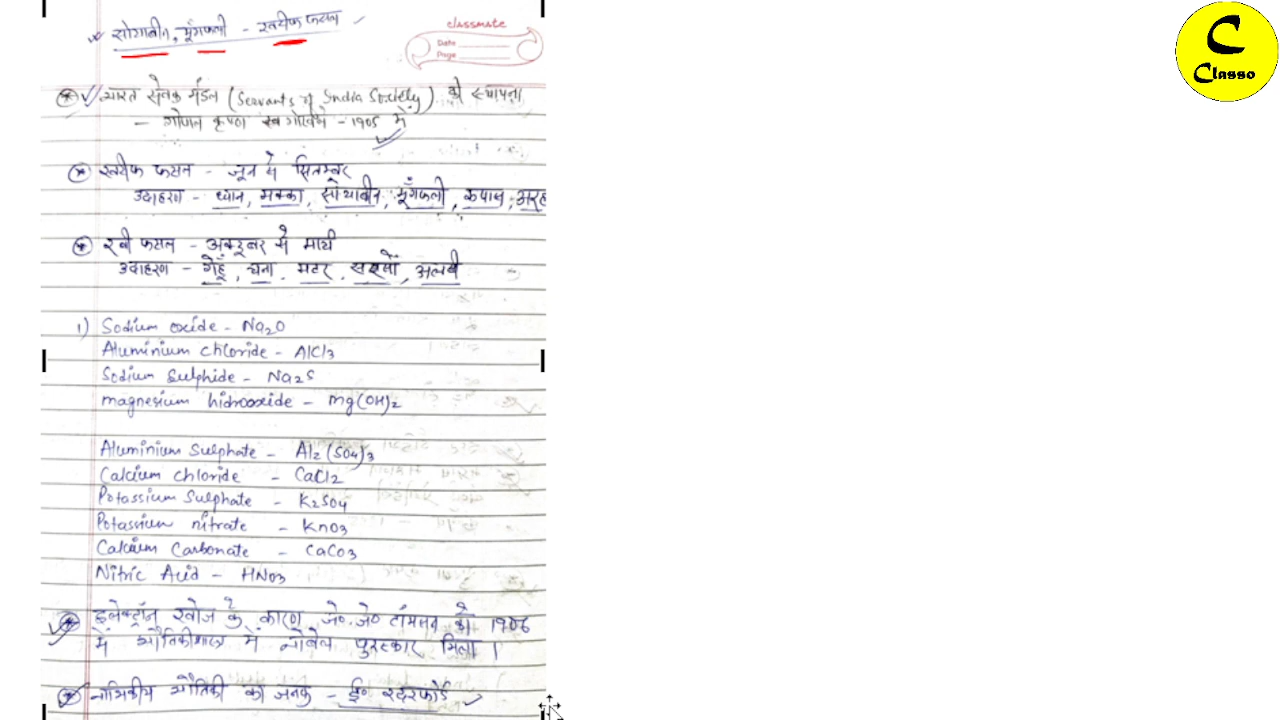 सोयाबीन, मूंगफली - खरीफ फसल
classmate
Date
Page
C
Classo
भारत सेवक मंडल (Servants of India Society) की स्थापना
- गोपाल कृष्ण गोखले - 1905 में
खरीफ फसल - जून से सितम्बर
उदाहरण - धान, मक्का, सोयाबीन, मूँगफली, कपास, अरह
रबी फसल - अक्टूबर से मार्च
उदाहरण - गेहूँ, चना, मटर, सरसों, अलसी
1) Sodium oxide - Na2O
Aluminium chloride - AlCl3
Sodium Sulphide - Na2S
magnesium hidrooxide - mg(OH)2
Aluminium Sulphate - Al2(SO4)3
Calcium chloride - CaCl2
Potassium Sulphate - K2SO4
Potassium nitrate - KnO3
Calcium Carbonate - CaCO3
Nitric Acid - HNO3
इलेक्ट्रॉन खोज के कारण जे० जे० टामसन को 1906
में भौतिकीशास्त्र में नोबेल पुरस्कार मिला।
नाभिकीय भौतिकी का जनक - ई० रदरफोर्ड